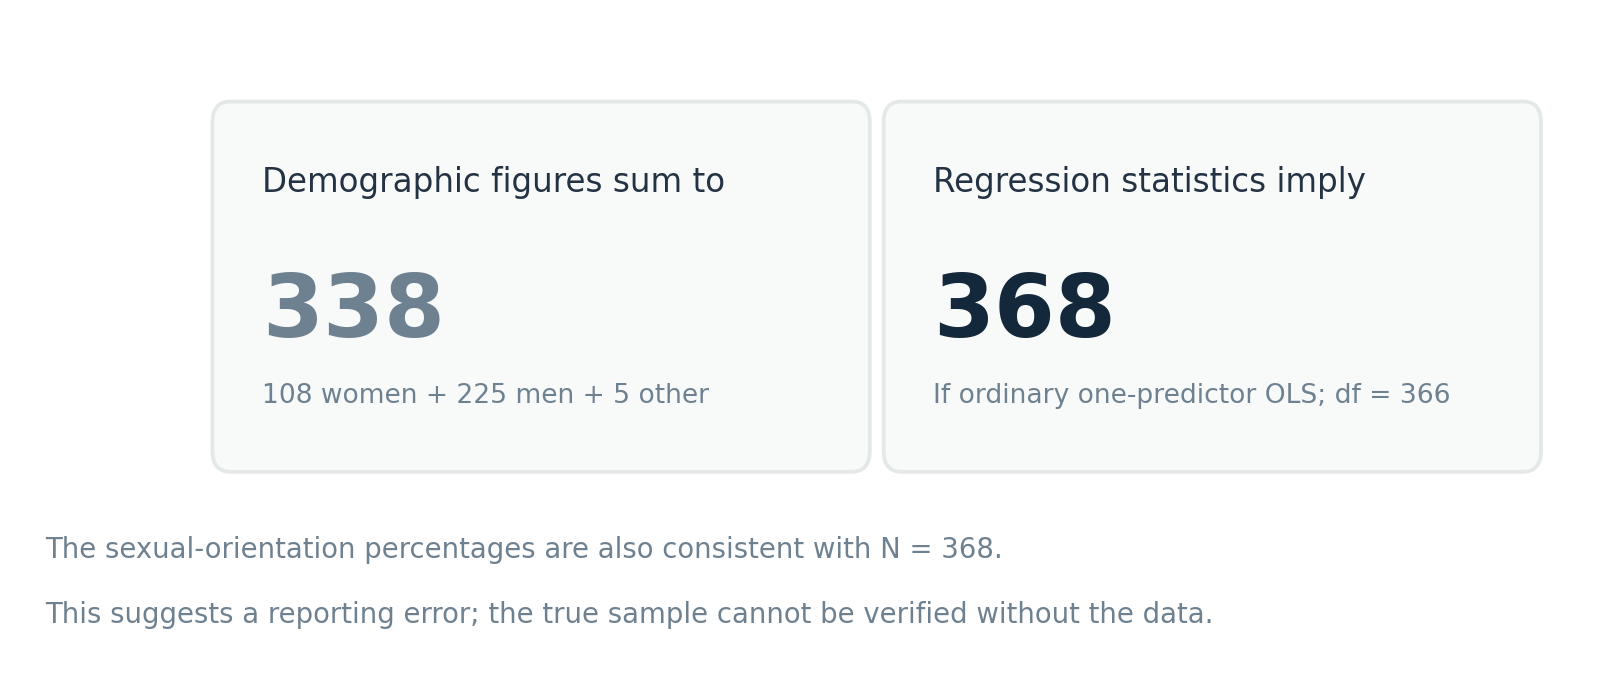 Demographic figures sum to
338
108 women + 225 men + 5 other
Regression statistics imply
368
If ordinary one-predictor OLS; df = 366
The sexual-orientation percentages are also consistent with N = 368.
This suggests a reporting error; the true sample cannot be verified without the data.